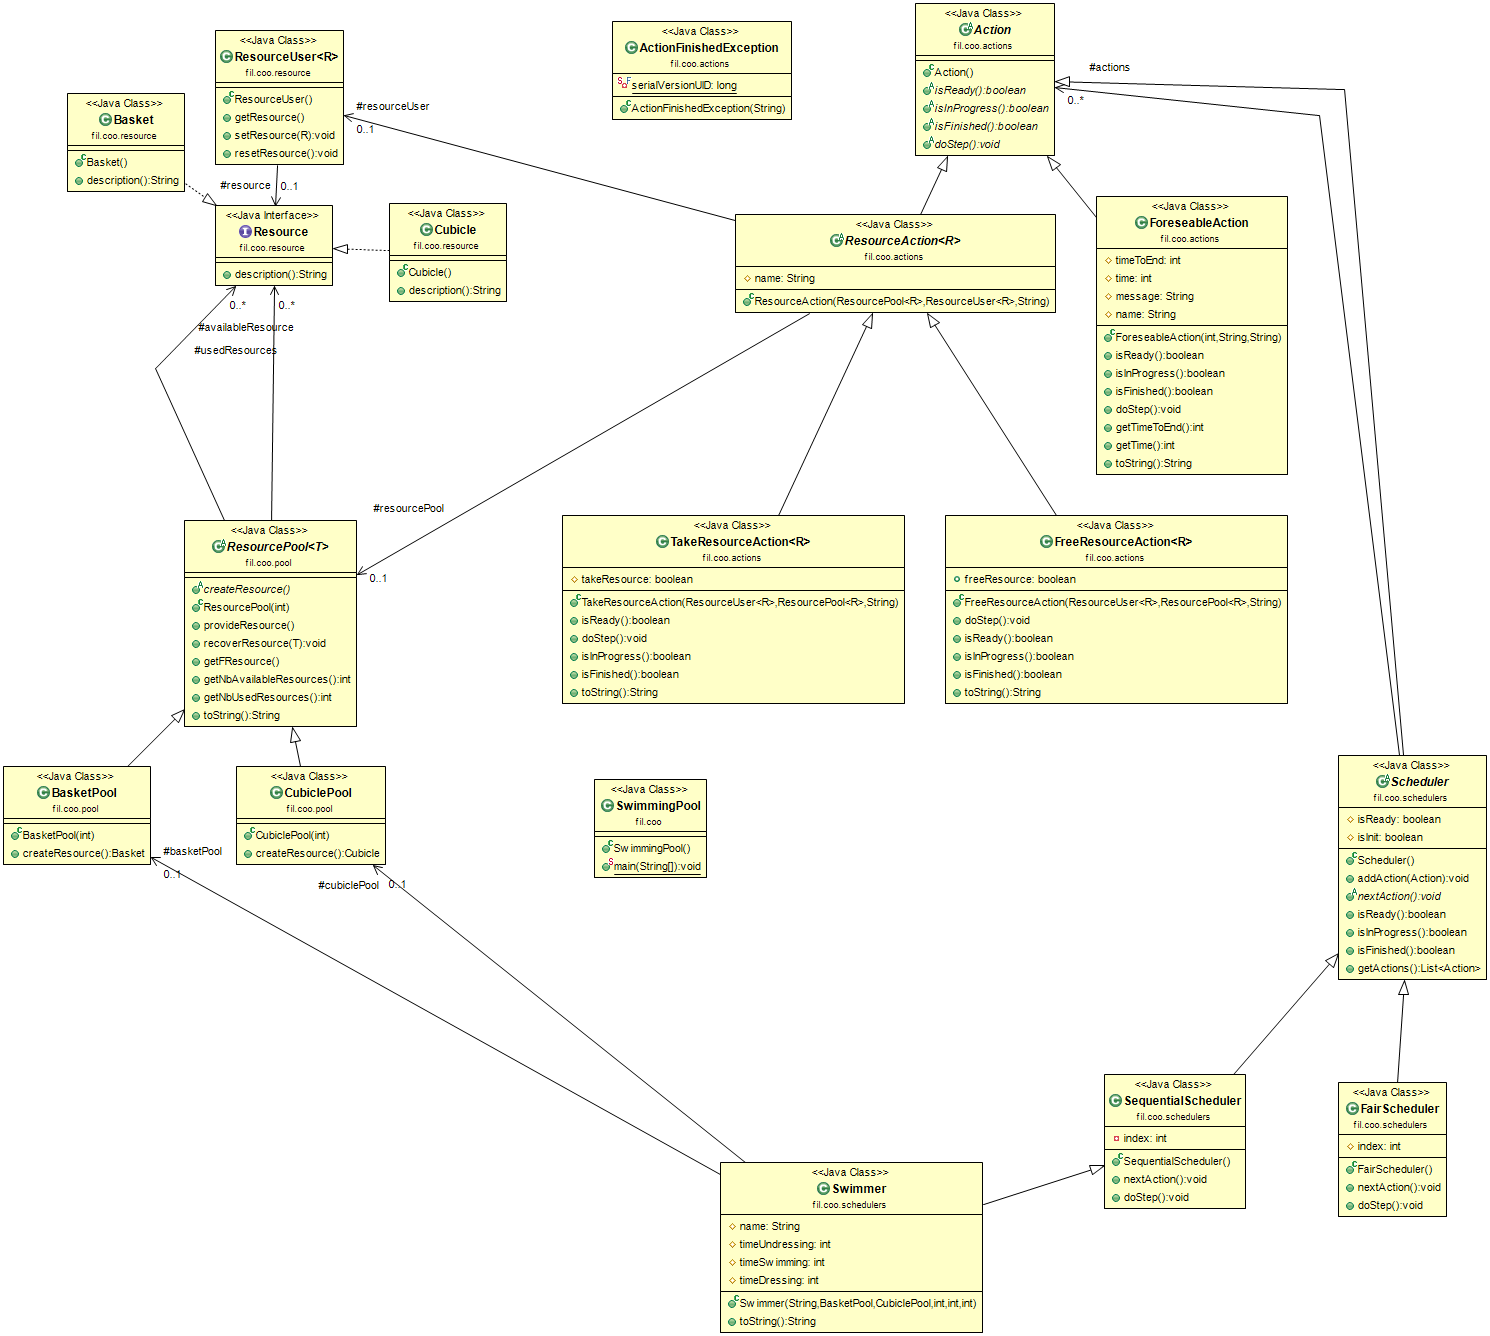 <<Java Class>>
Action
fil.coo.actions
Action()
isReady():boolean
isInProgress():boolean
isFinished():boolean
doStep():void
<<Java Class>>
ActionFinishedException
fil.coo.actions
serialVersionUID: long
ActionFinishedException(String)
<<Java Class>>
ResourceUser<R>
fil.coo.resource
ResourceUser()
getResource()
setResource(R):void
resetResource():void
#actions
0..*
#resourceUser
0..1
<<Java Class>>
Basket
fil.coo.resource
Basket()
description():String
#resource
0..1
<<Java Interface>>
Resource
fil.coo.resource
description():String
<<Java Class>>
Cubicle
fil.coo.resource
Cubicle()
description():String
<<Java Class>>
ResourceAction<R>
fil.coo.actions
name: String
ResourceAction(ResourcePool<R>,ResourceUser<R>,String)
<<Java Class>>
ForeseableAction
fil.coo.actions
timeToEnd: int
time: int
message: String
name: String
ForeseableAction(int,String,String)
isReady():boolean
isInProgress():boolean
isFinished():boolean
doStep():void
getTimeToEnd():int
getTime():int
toString():String
0..*
0..*
#availableResource
#usedResources
#resourcePool
0..1
<<Java Class>>
ResourcePool<T>
fil.coo.pool
createResource()
ResourcePool(int)
provideResource()
recoverResource(T):void
getFResource()
getNbAvailableResources():int
getNbUsedResources():int
toString():String
<<Java Class>>
TakeResourceAction<R>
fil.coo.actions
takeResource: boolean
TakeResourceAction(ResourceUser<R>,ResourcePool<R>,String)
isReady():boolean
doStep():void
isInProgress():boolean
isFinished():boolean
toString():String
<<Java Class>>
FreeResourceAction<R>
fil.coo.actions
freeResource: boolean
FreeResourceAction(ResourceUser<R>,ResourcePool<R>,String)
doStep():void
isReady():boolean
isInProgress():boolean
isFinished():boolean
toString():String
<<Java Class>>
BasketPool
fil.coo.pool
BasketPool(int)
createResource():Basket
<<Java Class>>
CubiclePool
fil.coo.pool
CubiclePool(int)
createResource():Cubicle
#basketPool
0..1
#cubiclePool
0..1
<<Java Class>>
SwimmingPool
fil.coo
SwimmingPool()
main(String[]):void
<<Java Class>>
Scheduler
fil.coo.schedulers
isReady: boolean
isInit: boolean
Scheduler()
addAction(Action):void
nextAction():void
isReady():boolean
isInProgress():boolean
isFinished():boolean
getActions():List<Action>
<<Java Class>>
SequentialScheduler
fil.coo.schedulers
index: int
SequentialScheduler()
nextAction():void
doStep():void
<<Java Class>>
FairScheduler
fil.coo.schedulers
index: int
FairScheduler()
nextAction():void
doStep():void
<<Java Class>>
Swimmer
fil.coo.schedulers
name: String
timeUndressing: int
timeSwimming: int
timeDressing: int
Swimmer(String,BasketPool,CubiclePool,int,int,int)
toString():String